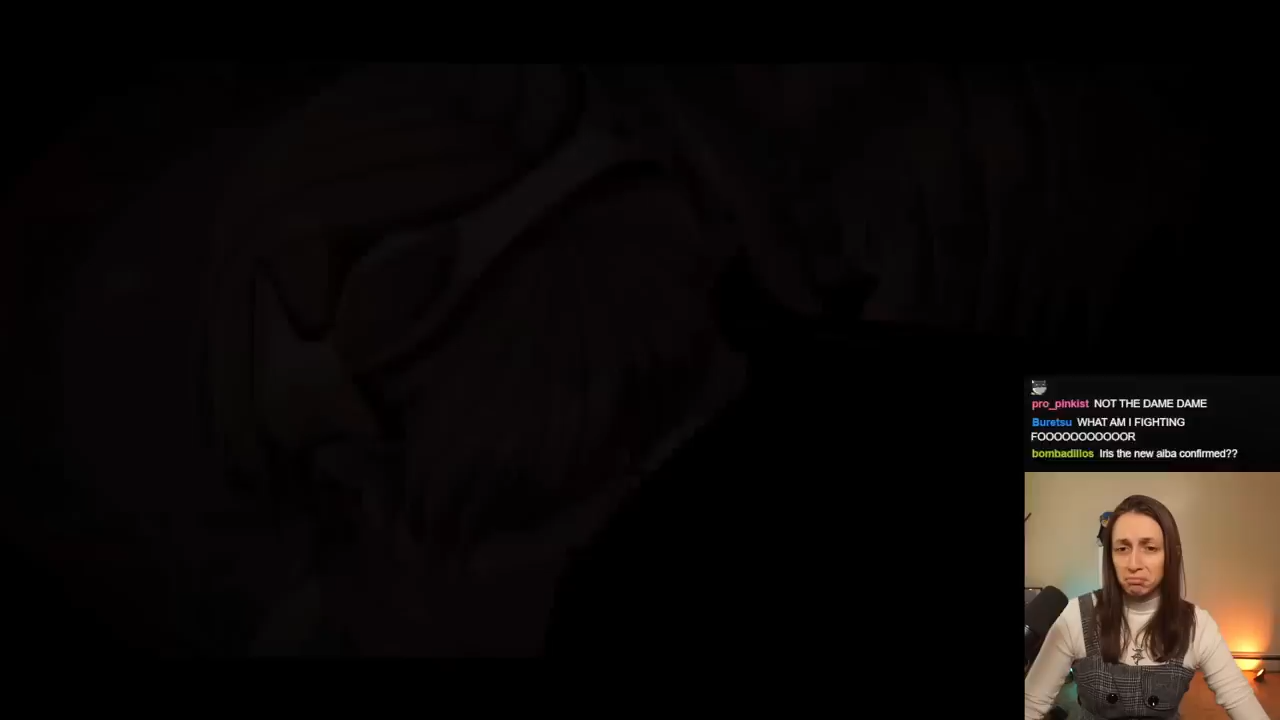 pro_pinkist NOT THE DAME DAME
Buretsu WHAT AM I FIGHTING
FOOOOOOOOOOOR
bombadillos Iris the new aiba confirmed??